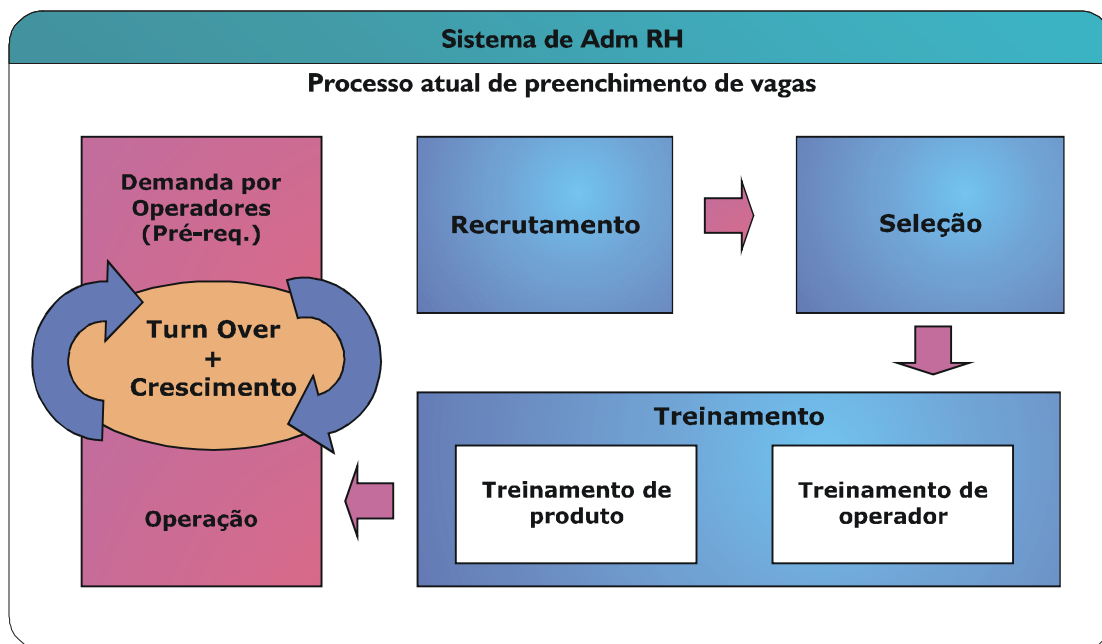 Sistema de Adm RH
Processo atual de preenchimento de vagas
Demanda por
Operadores
(Pré-req.)
Turn Over
+
Crescimento
Operação
Recrutamento
Seleção
Treinamento
Treinamento de
produto
Treinamento de
operador